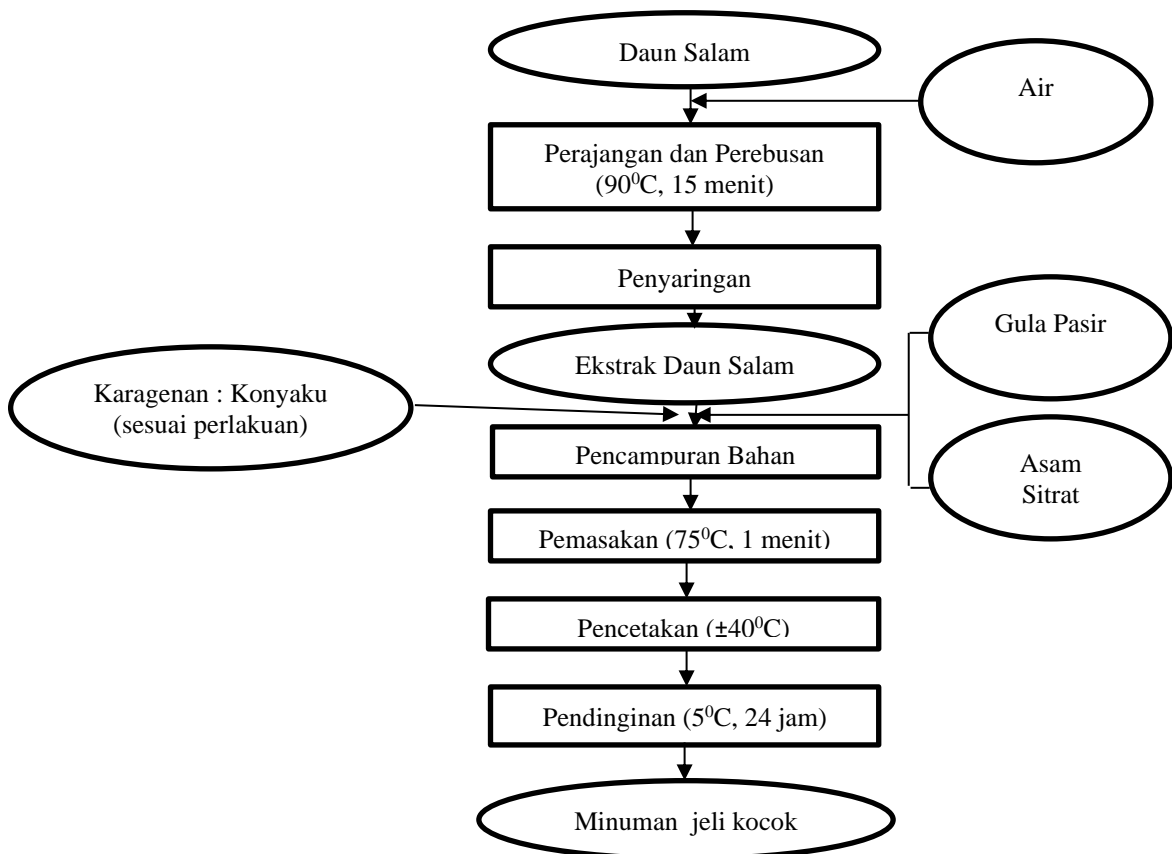 Daun Salam
Air
Perajangan dan Perebusan
(90⁰C, 15 menit)
Penyaringan
Gula Pasir
Ekstrak Daun Salam
Karagenan : Konyaku
(sesuai perlakuan)
Pencampuran Bahan
Asam
Sitrat
Pemasakan (75⁰C, 1 menit)
Pencetakan (±40⁰C)
Pendinginan (5⁰C, 24 jam)
Minuman jeli kocok